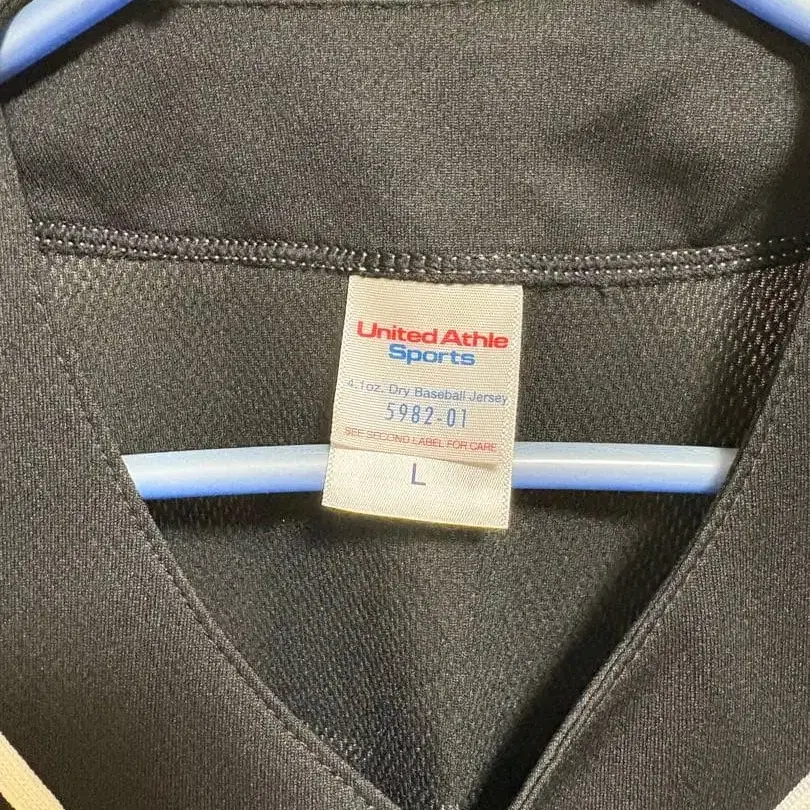 United Athle
Sports
4.1oz. Dry Baseball Jersey
5982-01
SEE SECOND LABEL FOR CARE
L